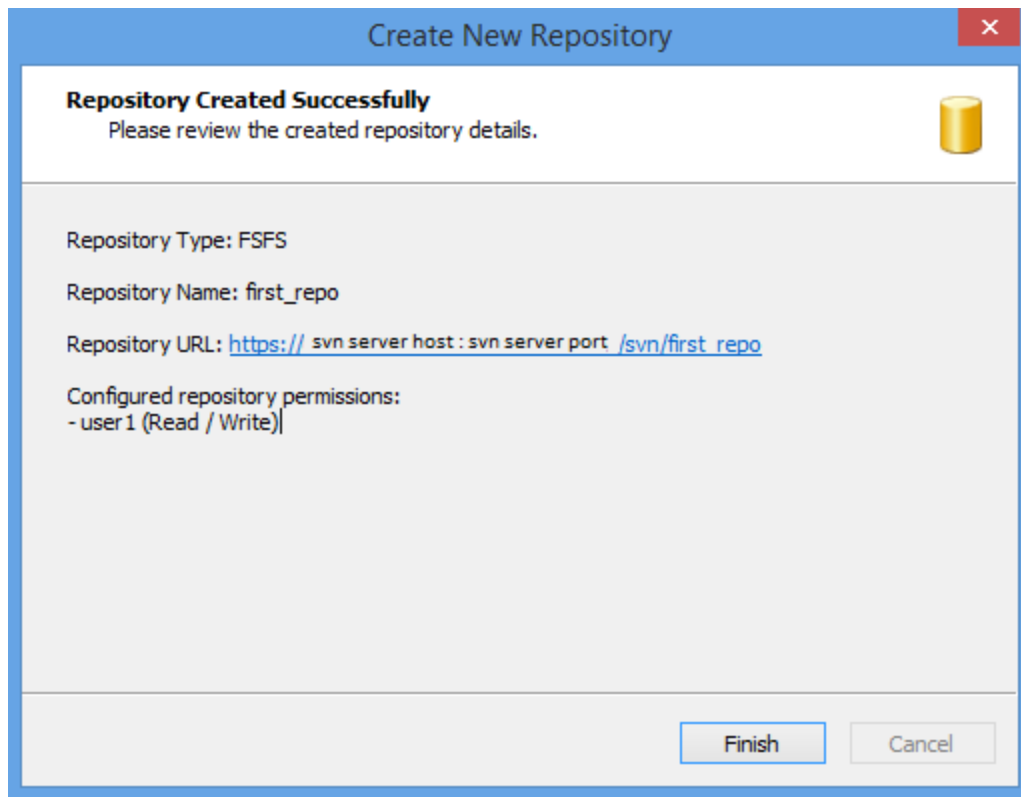 Create New Repository
Repository Created Successfully
Please review the created repository details.
Repository Type: FSFS
Repository Name: first_repo
Repository URL: https:// svn server host : svn server port /svn/first_repo
Configured repository permissions:
- user1 (Read / Write)
Finish
Cancel